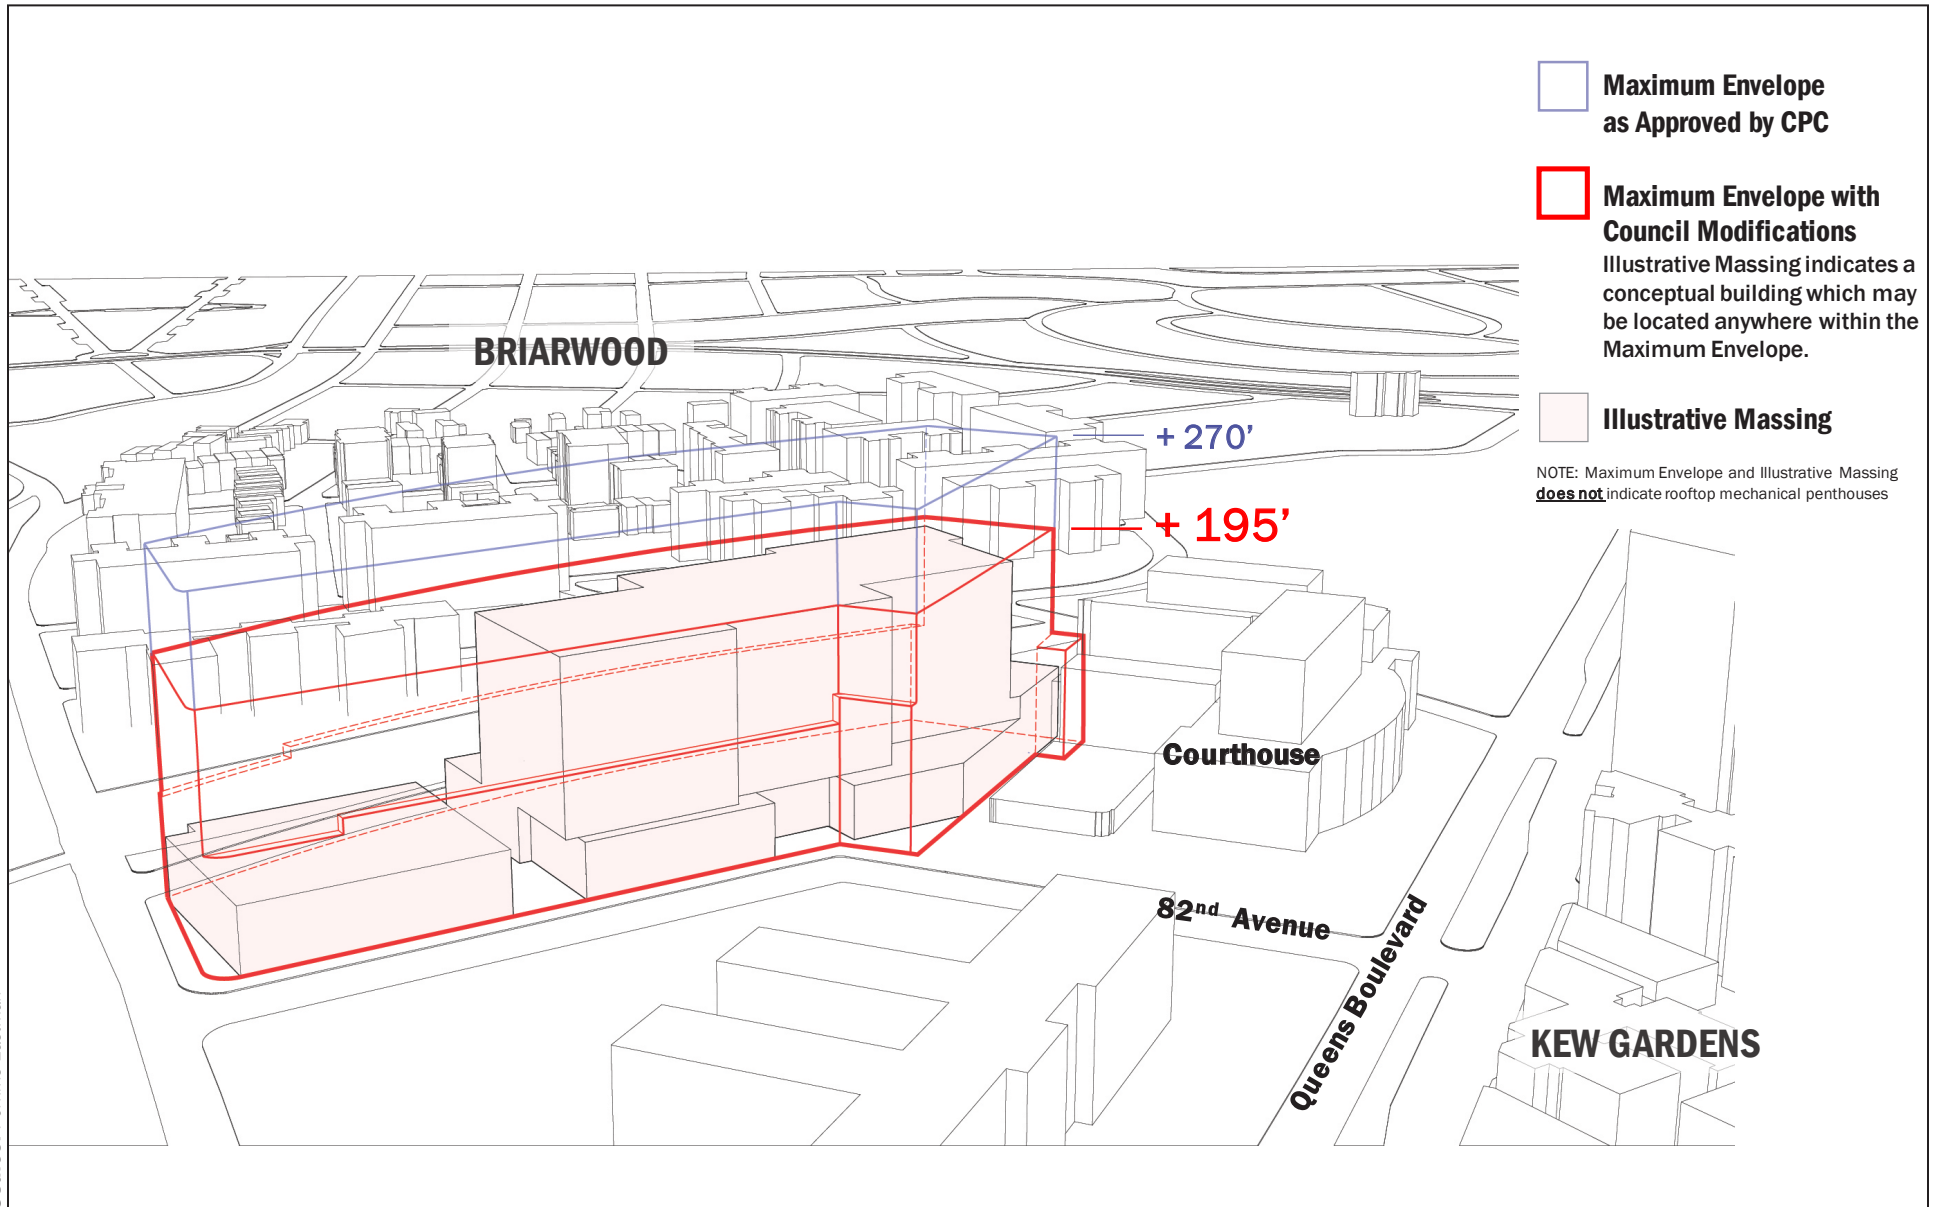 Maximum Envelope
as Approved by CPC
Maximum Envelope with
Council Modifications
Illustrative Massing indicates a
conceptual building which may
be located anywhere within the
Maximum Envelope.
Illustrative Massing
NOTE: Maximum Envelope and Illustrative Massing
does not indicate rooftop mechanical penthouses
BRIARWOOD
+ 270’
+ 195’
Courthouse
82nd Avenue
Queens Boulevard
KEW GARDENS